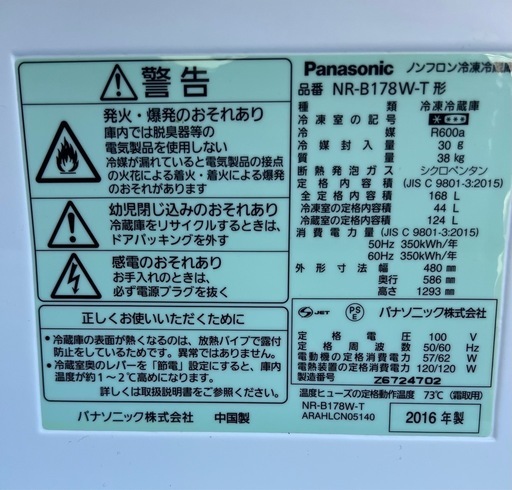 警告
発火・爆発のおそれあり
庫内では脱臭器等の
電気製品を使用しない
冷媒が漏れていると電気製品の接点
の火花による着火・着火による爆発
のおそれがあります
幼児閉じ込みのおそれあり
冷蔵庫をリサイクルするときは、
ドアパッキングを外す
感電のおそれあり
お手入れのときは、
必ず電源プラグを抜く
正しくお使いいただくために
●冷蔵庫の表面が熱くなるのは、放熱パイプで露付
防止をしているためです。異常ではありません。
●冷蔵室奥のレバーを「節電」設定にすると、庫内
温度が約1～2℃高めになります。
詳しくは取扱説明書をご参照ください。
パナソニック株式会社 中国製
Panasonic ノンフロン冷凍冷蔵庫
品番 NR-B178W-T 形
種類 冷凍冷蔵庫
冷凍室の記号
冷媒 R600a
冷媒封入量 30 g
質量 38 kg
断熱発泡ガス シクロペンタン
定格内容積 (JIS C 9801-3:2015)
全定格内容積 168 L
冷凍室の定格内容積 44 L
冷蔵室の定格内容積 124 L
消費電力量 (JIS C 9801-3:2015)
50Hz 350kWh/年
60Hz 350kWh/年
外形寸法 幅 480 mm
奥行 586 mm
高さ 1293 mm
JET PS E パナソニック株式会社
定格電圧 100 V
定格周波数 50/60 Hz
電動機の定格消費電力 57/62 W
電熱装置の定格消費電力 120/120 W
製造番号 Z6724702
温度ヒューズの定格動作温度 73℃ (霜取用)
NR-B178W-T
ARAHLCN05140
2016 年製